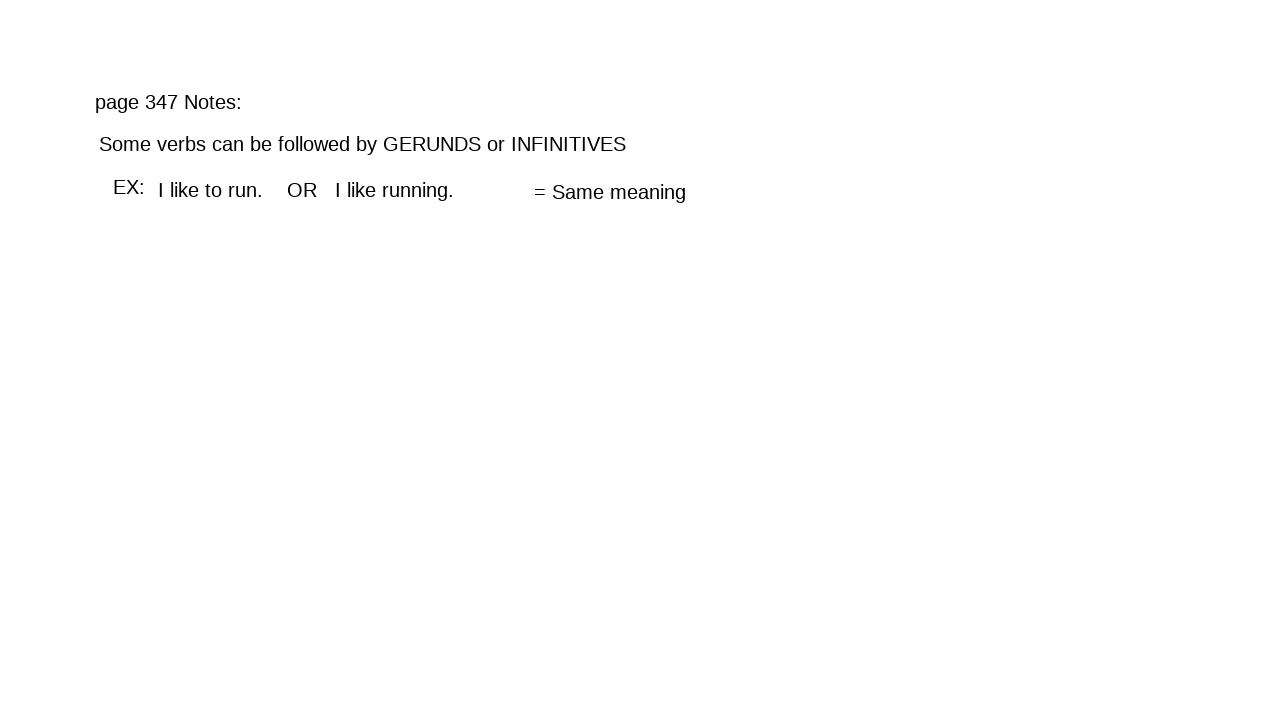 page 347 Notes:
Some verbs can be followed by GERUNDS or INFINITIVES
EX: I like to run. OR I like running. = Same meaning